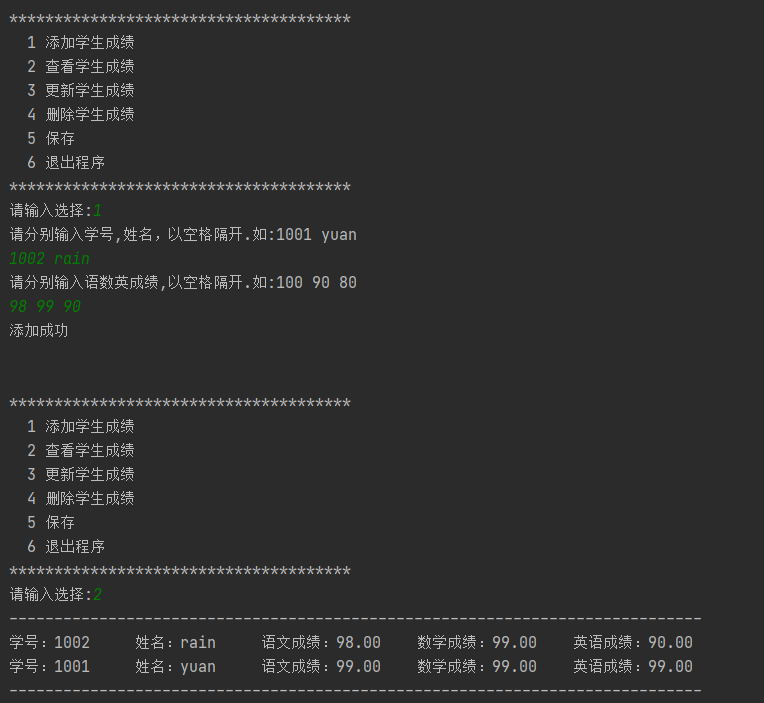 **************************************
1 添加学生成绩
2 查看学生成绩
3 更新学生成绩
4 删除学生成绩
5 保存
6 退出程序
**************************************
请输入选择:1
请分别输入学号,姓名，以空格隔开.如:1001 yuan
1002 rain
请分别输入语数英成绩,以空格隔开.如:100 90 80
98 99 90
添加成功
**************************************
1 添加学生成绩
2 查看学生成绩
3 更新学生成绩
4 删除学生成绩
5 保存
6 退出程序
**************************************
请输入选择:2
-----------------------------------------------------------------------------
学号：1002 姓名：rain 语文成绩：98.00 数学成绩：99.00 英语成绩：90.00
学号：1001 姓名：yuan 语文成绩：99.00 数学成绩：99.00 英语成绩：99.00
-----------------------------------------------------------------------------